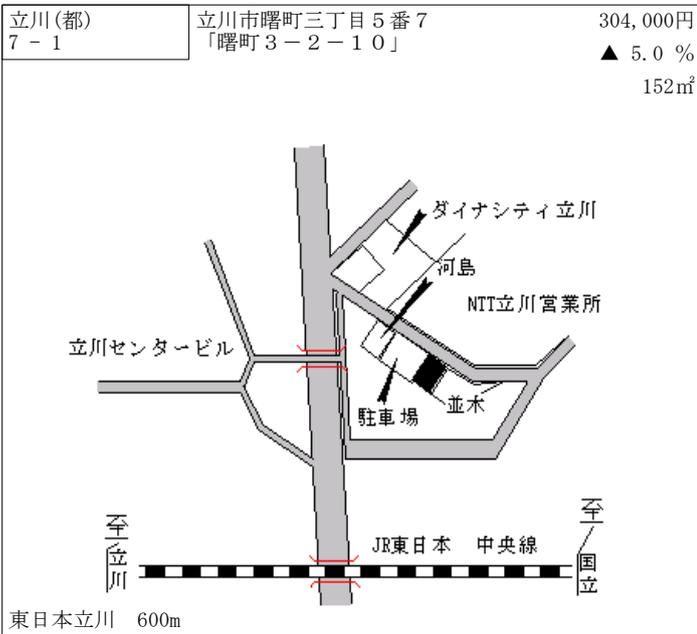 立川(都)
7 - 1
立川市曙町三丁目５番７
「曙町３－２－１０」
304,000円
▲ 5.0 %
152㎡
ダイナシティ立川
河島
NTT立川営業所
立川センタービル
並木
駐車場
至立川
JR東日本　中央線
至国立
東日本立川　600m